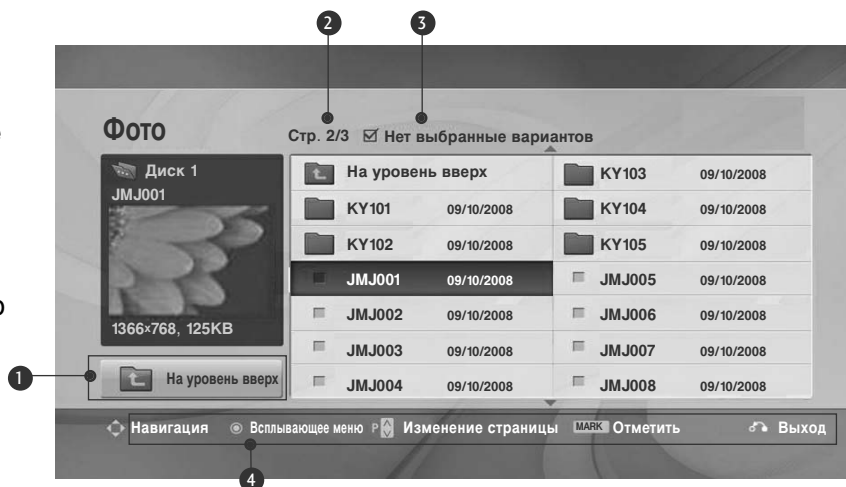 2 3
Фото
Стр. 2/3 Нет выбранные вариантов
Диск 1
JMJ001
1366×768, 125KB
На уровень вверх
На уровень вверх
KY101 09/10/2008
KY102 09/10/2008
JMJ001 09/10/2008
JMJ002 09/10/2008
JMJ003 09/10/2008
JMJ004 09/10/2008
KY103 09/10/2008
KY104 09/10/2008
KY105 09/10/2008
JMJ005 09/10/2008
JMJ006 09/10/2008
JMJ007 09/10/2008
JMJ008 09/10/2008
1
Навигация Всплывающее меню P Изменение страницы MARK Отметить Выход
4